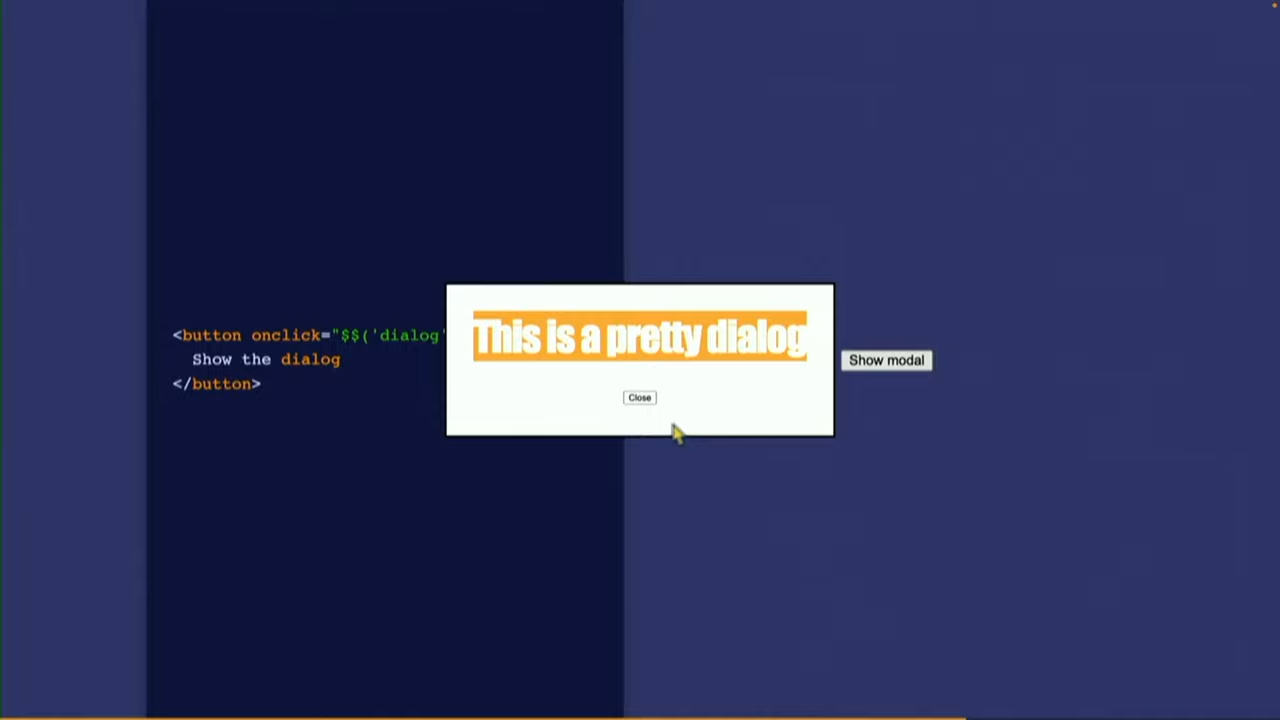 <button onclick="$$('dialog'
Show the dialog
</button>
This is a pretty dialog
Close
Show modal